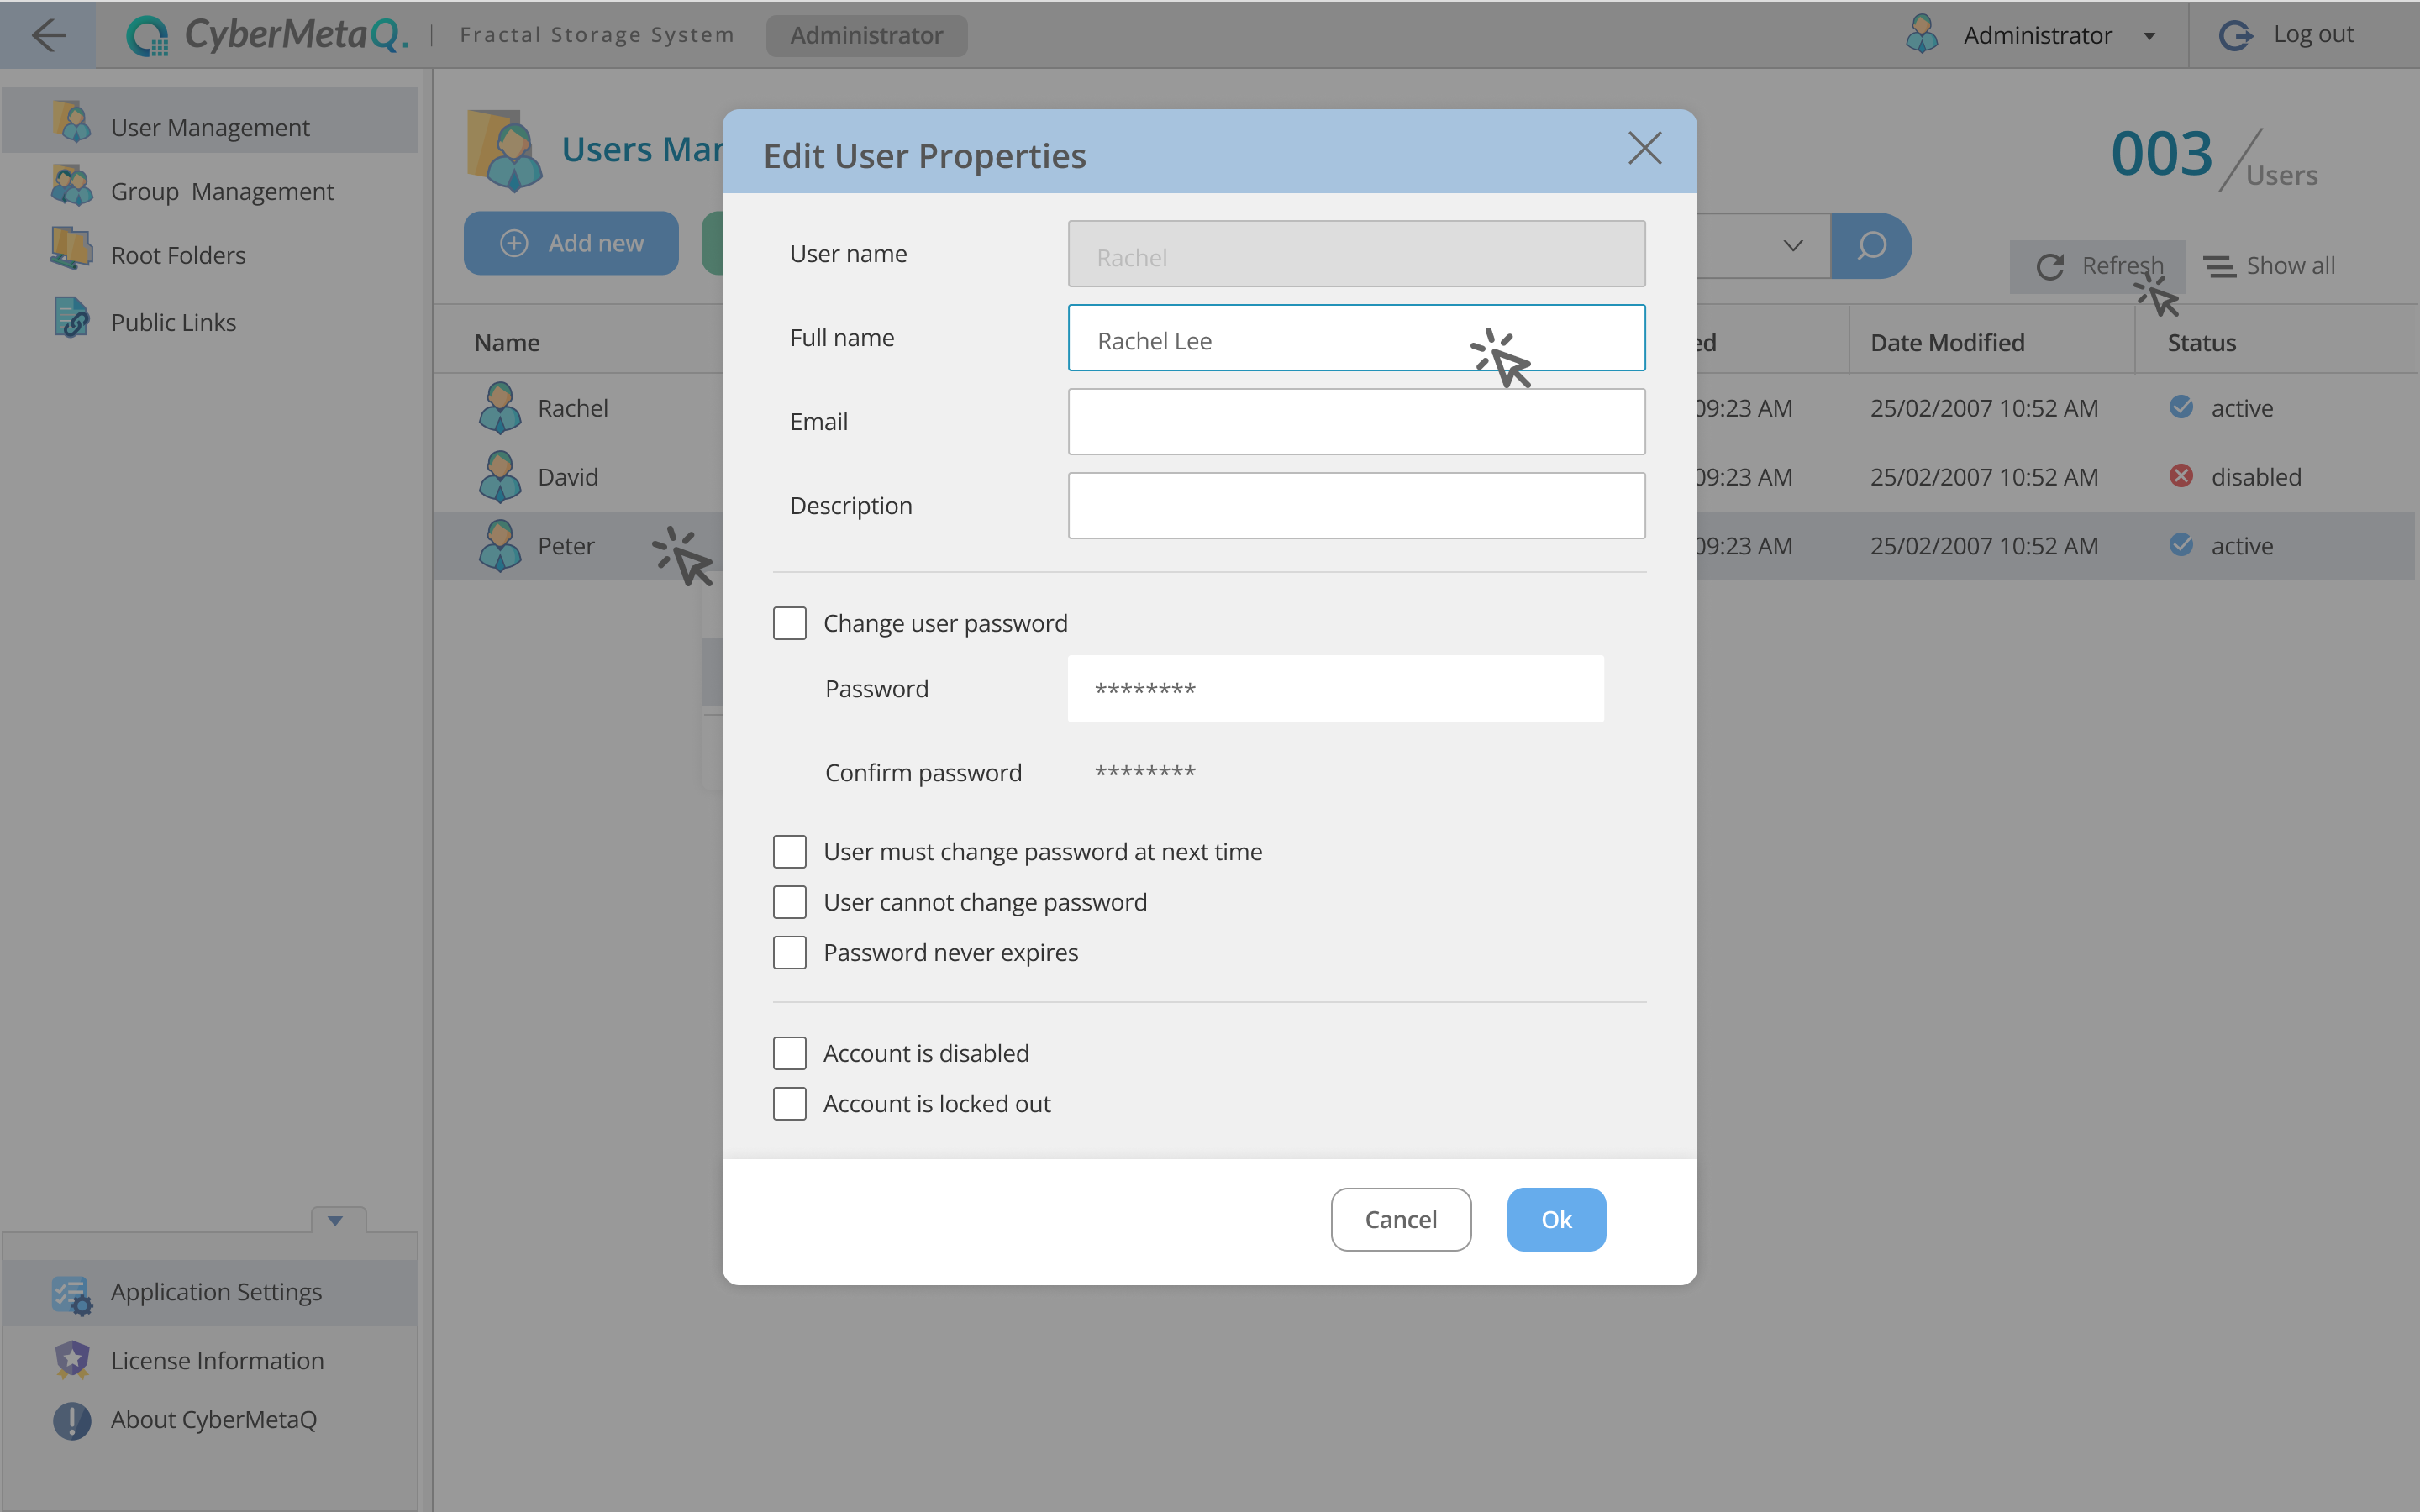 CyberMetaQ. | Fractal Storage System Administrator Administrator Log out
User Management
Group Management
Root Folders
Public Links
Application Settings
License Information
About CyberMetaQ
003 / Users
Add new
Refresh Show all
Name Date Modified Status
Rachel 09:23 AM 25/02/2007 10:52 AM active
David 09:23 AM 25/02/2007 10:52 AM disabled
Peter 09:23 AM 25/02/2007 10:52 AM active
Edit User Properties
User name Rachel
Full name Rachel Lee
Email
Description
Change user password
Password ********
Confirm password ********
User must change password at next time
User cannot change password
Password never expires
Account is disabled
Account is locked out
Cancel Ok